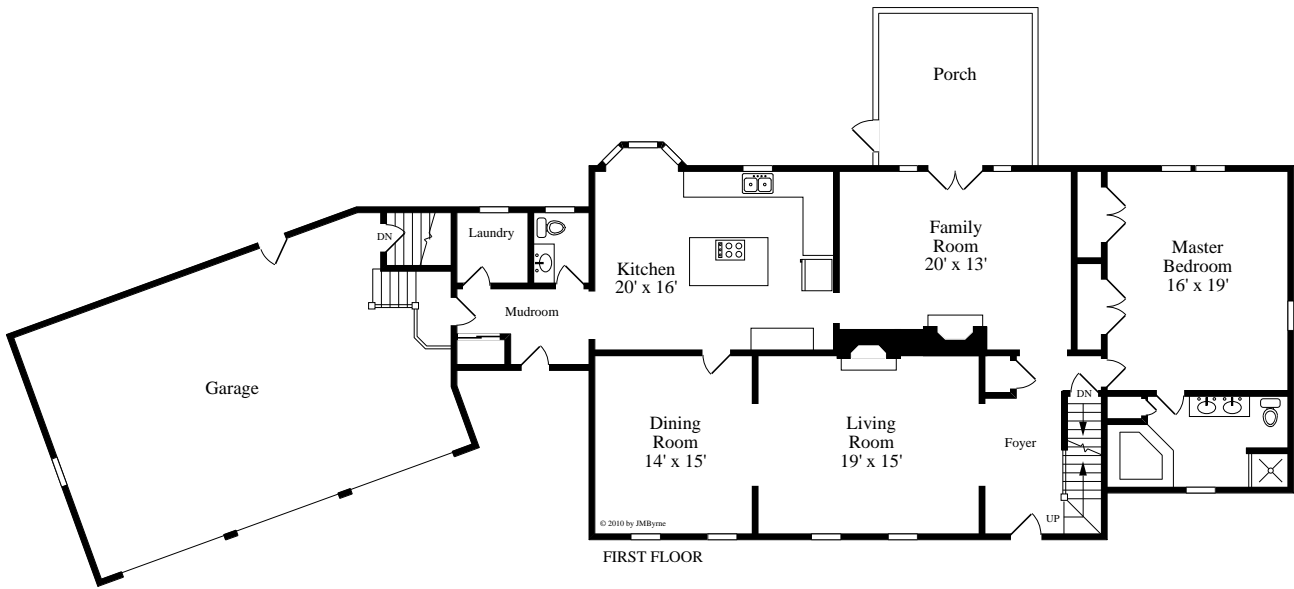 Porch
DN
Laundry
Family
Room
20' x 13'
Master
Bedroom
16' x 19'
Kitchen
20' x 16'
Mudroom
Garage
DN
Dining
Room
14' x 15'
Living
Room
19' x 15'
Foyer
UP
© 2010 by JMByrne
FIRST FLOOR